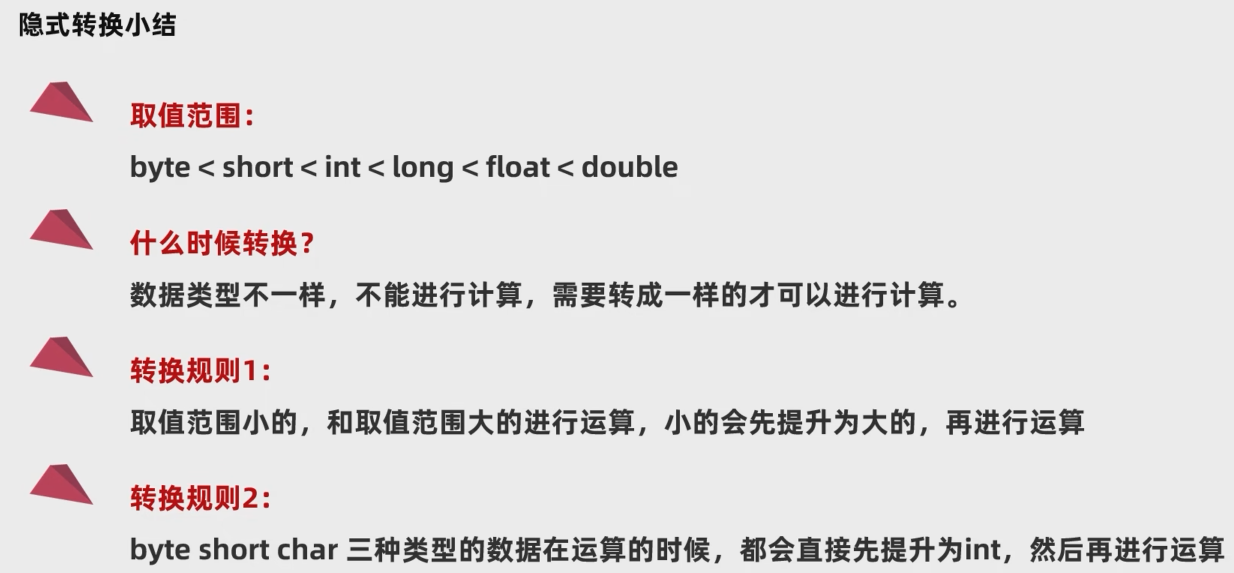 隐式转换小结
取值范围：
byte < short < int < long < float < double
什么时候转换？
数据类型不一样，不能进行计算，需要转成一样的才可以进行计算。
转换规则1：
取值范围小的，和取值范围大的进行运算，小的会先提升为大的，再进行运算
转换规则2：
byte short char 三种类型的数据在运算的时候，都会直接先提升为int，然后再进行运算